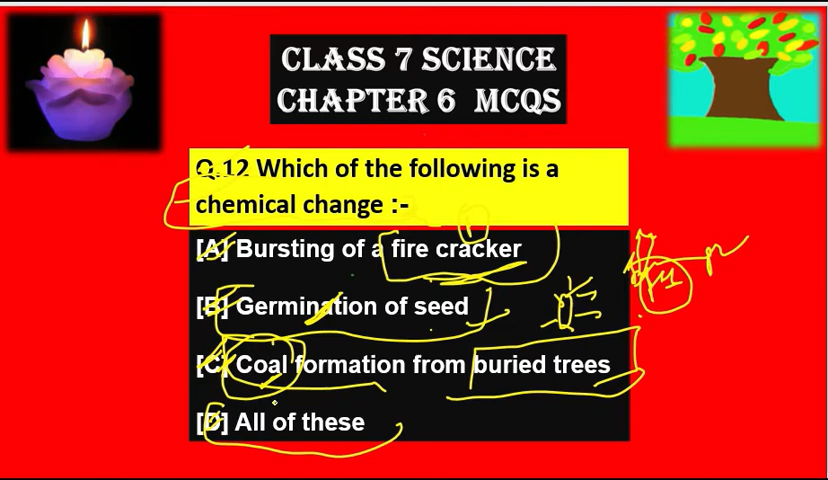 CLASS 7 SCIENCE
CHAPTER 6 MCQS
Q.12 Which of the following is a
chemical change :-
[A] Bursting of a fire cracker
[B] Germination of seed
[C] Coal formation from buried trees
[D] All of these